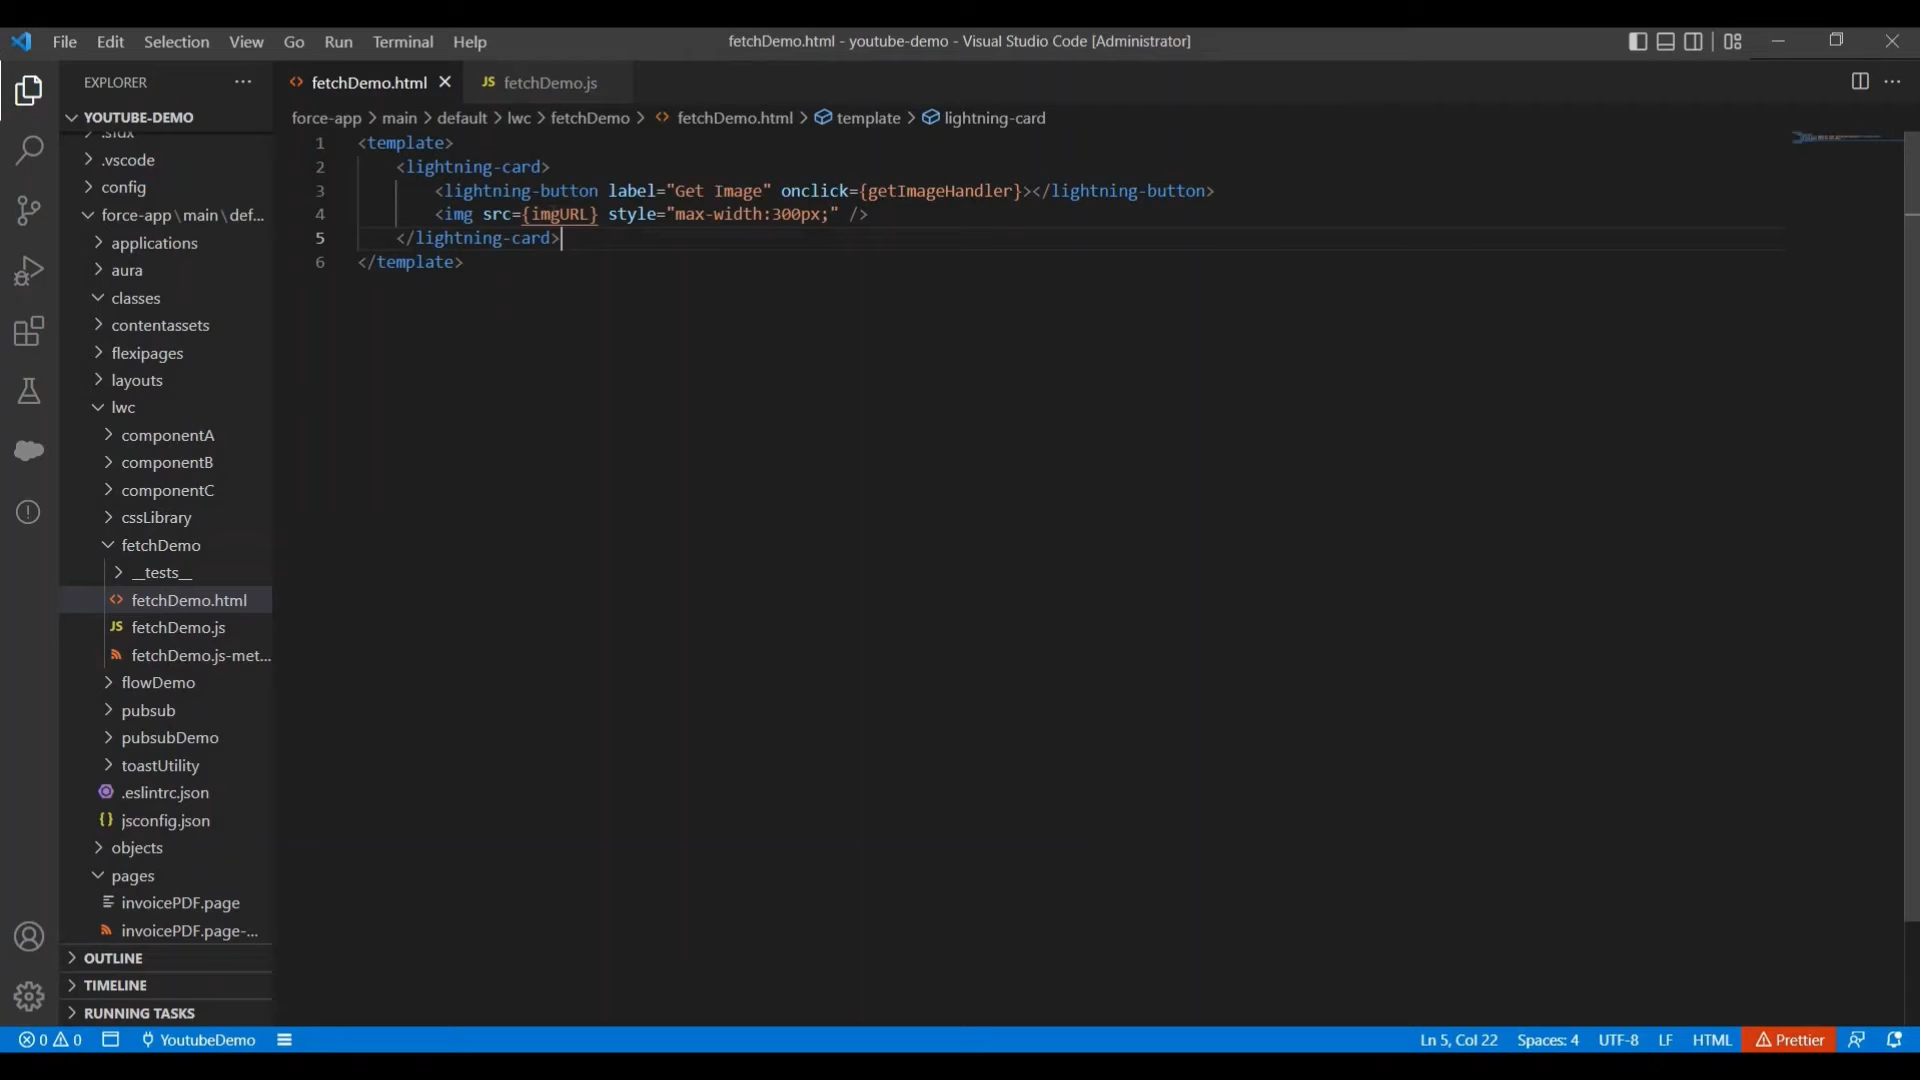 File Edit Selection View Go Run Terminal Help
fetchDemo.html - youtube-demo - Visual Studio Code [Administrator]
EXPLORER
YOUTUBE-DEMO
.sfdx
.vscode
config
force-app\main\def...
applications
aura
classes
contentassets
flexipages
layouts
lwc
componentA
componentB
componentC
cssLibrary
fetchDemo
__tests__
fetchDemo.html
JS fetchDemo.js
fetchDemo.js-met...
flowDemo
pubsub
pubsubDemo
toastUtility
.eslintrc.json
{} jsconfig.json
objects
pages
invoicePDF.page
invoicePDF.page-...
OUTLINE
TIMELINE
RUNNING TASKS
fetchDemo.html
JS fetchDemo.js
force-app > main > default > lwc > fetchDemo > fetchDemo.html > template > lightning-card
1 <template>
2 <lightning-card>
3 <lightning-button label="Get Image" onclick={getImageHandler}></lightning-button>
4 <img src={imgURL} style="max-width:300px;" />
5 </lightning-card>
6 </template>
0 0 YoutubeDemo
Ln 5, Col 22 Spaces: 4 UTF-8 LF HTML Prettier